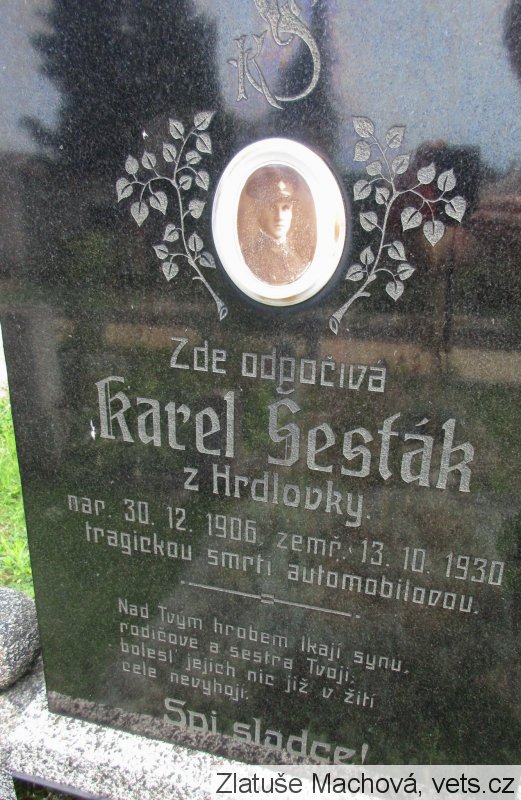 KŠ
Zde odpočívá
Karel Šesták
z Hrdlovky.
nar. 30. 12. 1906, zemř. 13. 10. 1930
tragickou smrtí automobilovou.
Nad Tvým hrobem lkají synu,
rodičové a sestra Tvoji:
bolesť jejich nic již v žití
cele nevyhojí.
Spi sladce!
Zlatuše Machová, vets.cz